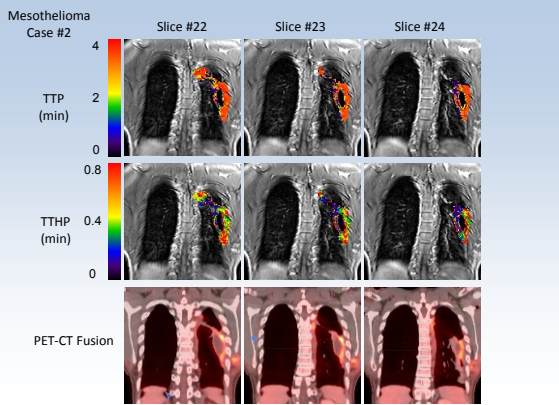 Mesothelioma
Case #2
Slice #22
Slice #23
Slice #24
4
TTP
(min)
2
0
0.8
TTHP
(min)
0.4
0
PET-CT Fusion